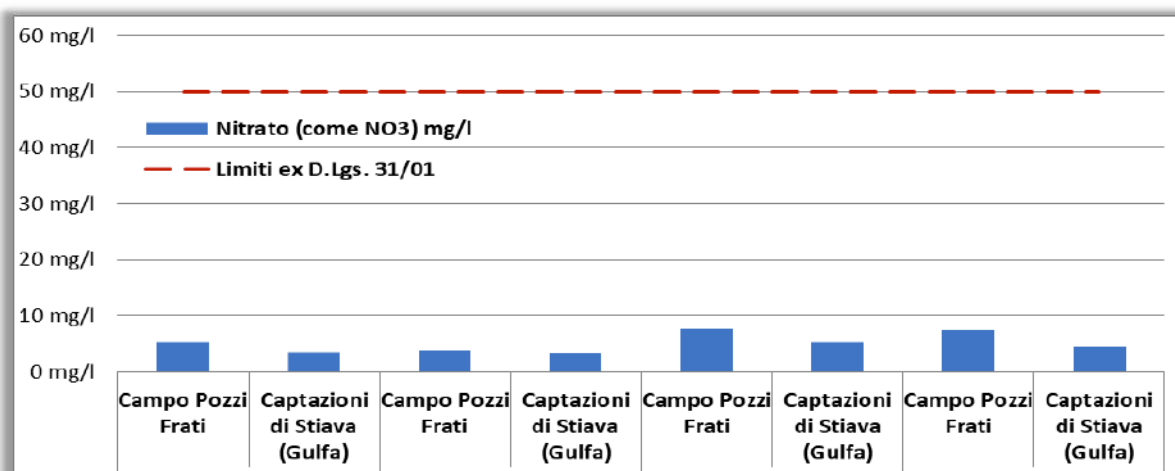 60 mg/l
50 mg/l
Nitrato (come NO3) mg/l
40 mg/l
Limiti ex D.Lgs. 31/01
30 mg/l
20 mg/l
10 mg/l
0 mg/l
Campo Pozzi
Frati
Captazioni
di Stiava
(Gulfa)
Campo Pozzi
Frati
Captazioni
di Stiava
(Gulfa)
Campo Pozzi
Frati
Captazioni
di Stiava
(Gulfa)
Campo Pozzi
Frati
Captazioni
di Stiava
(Gulfa)